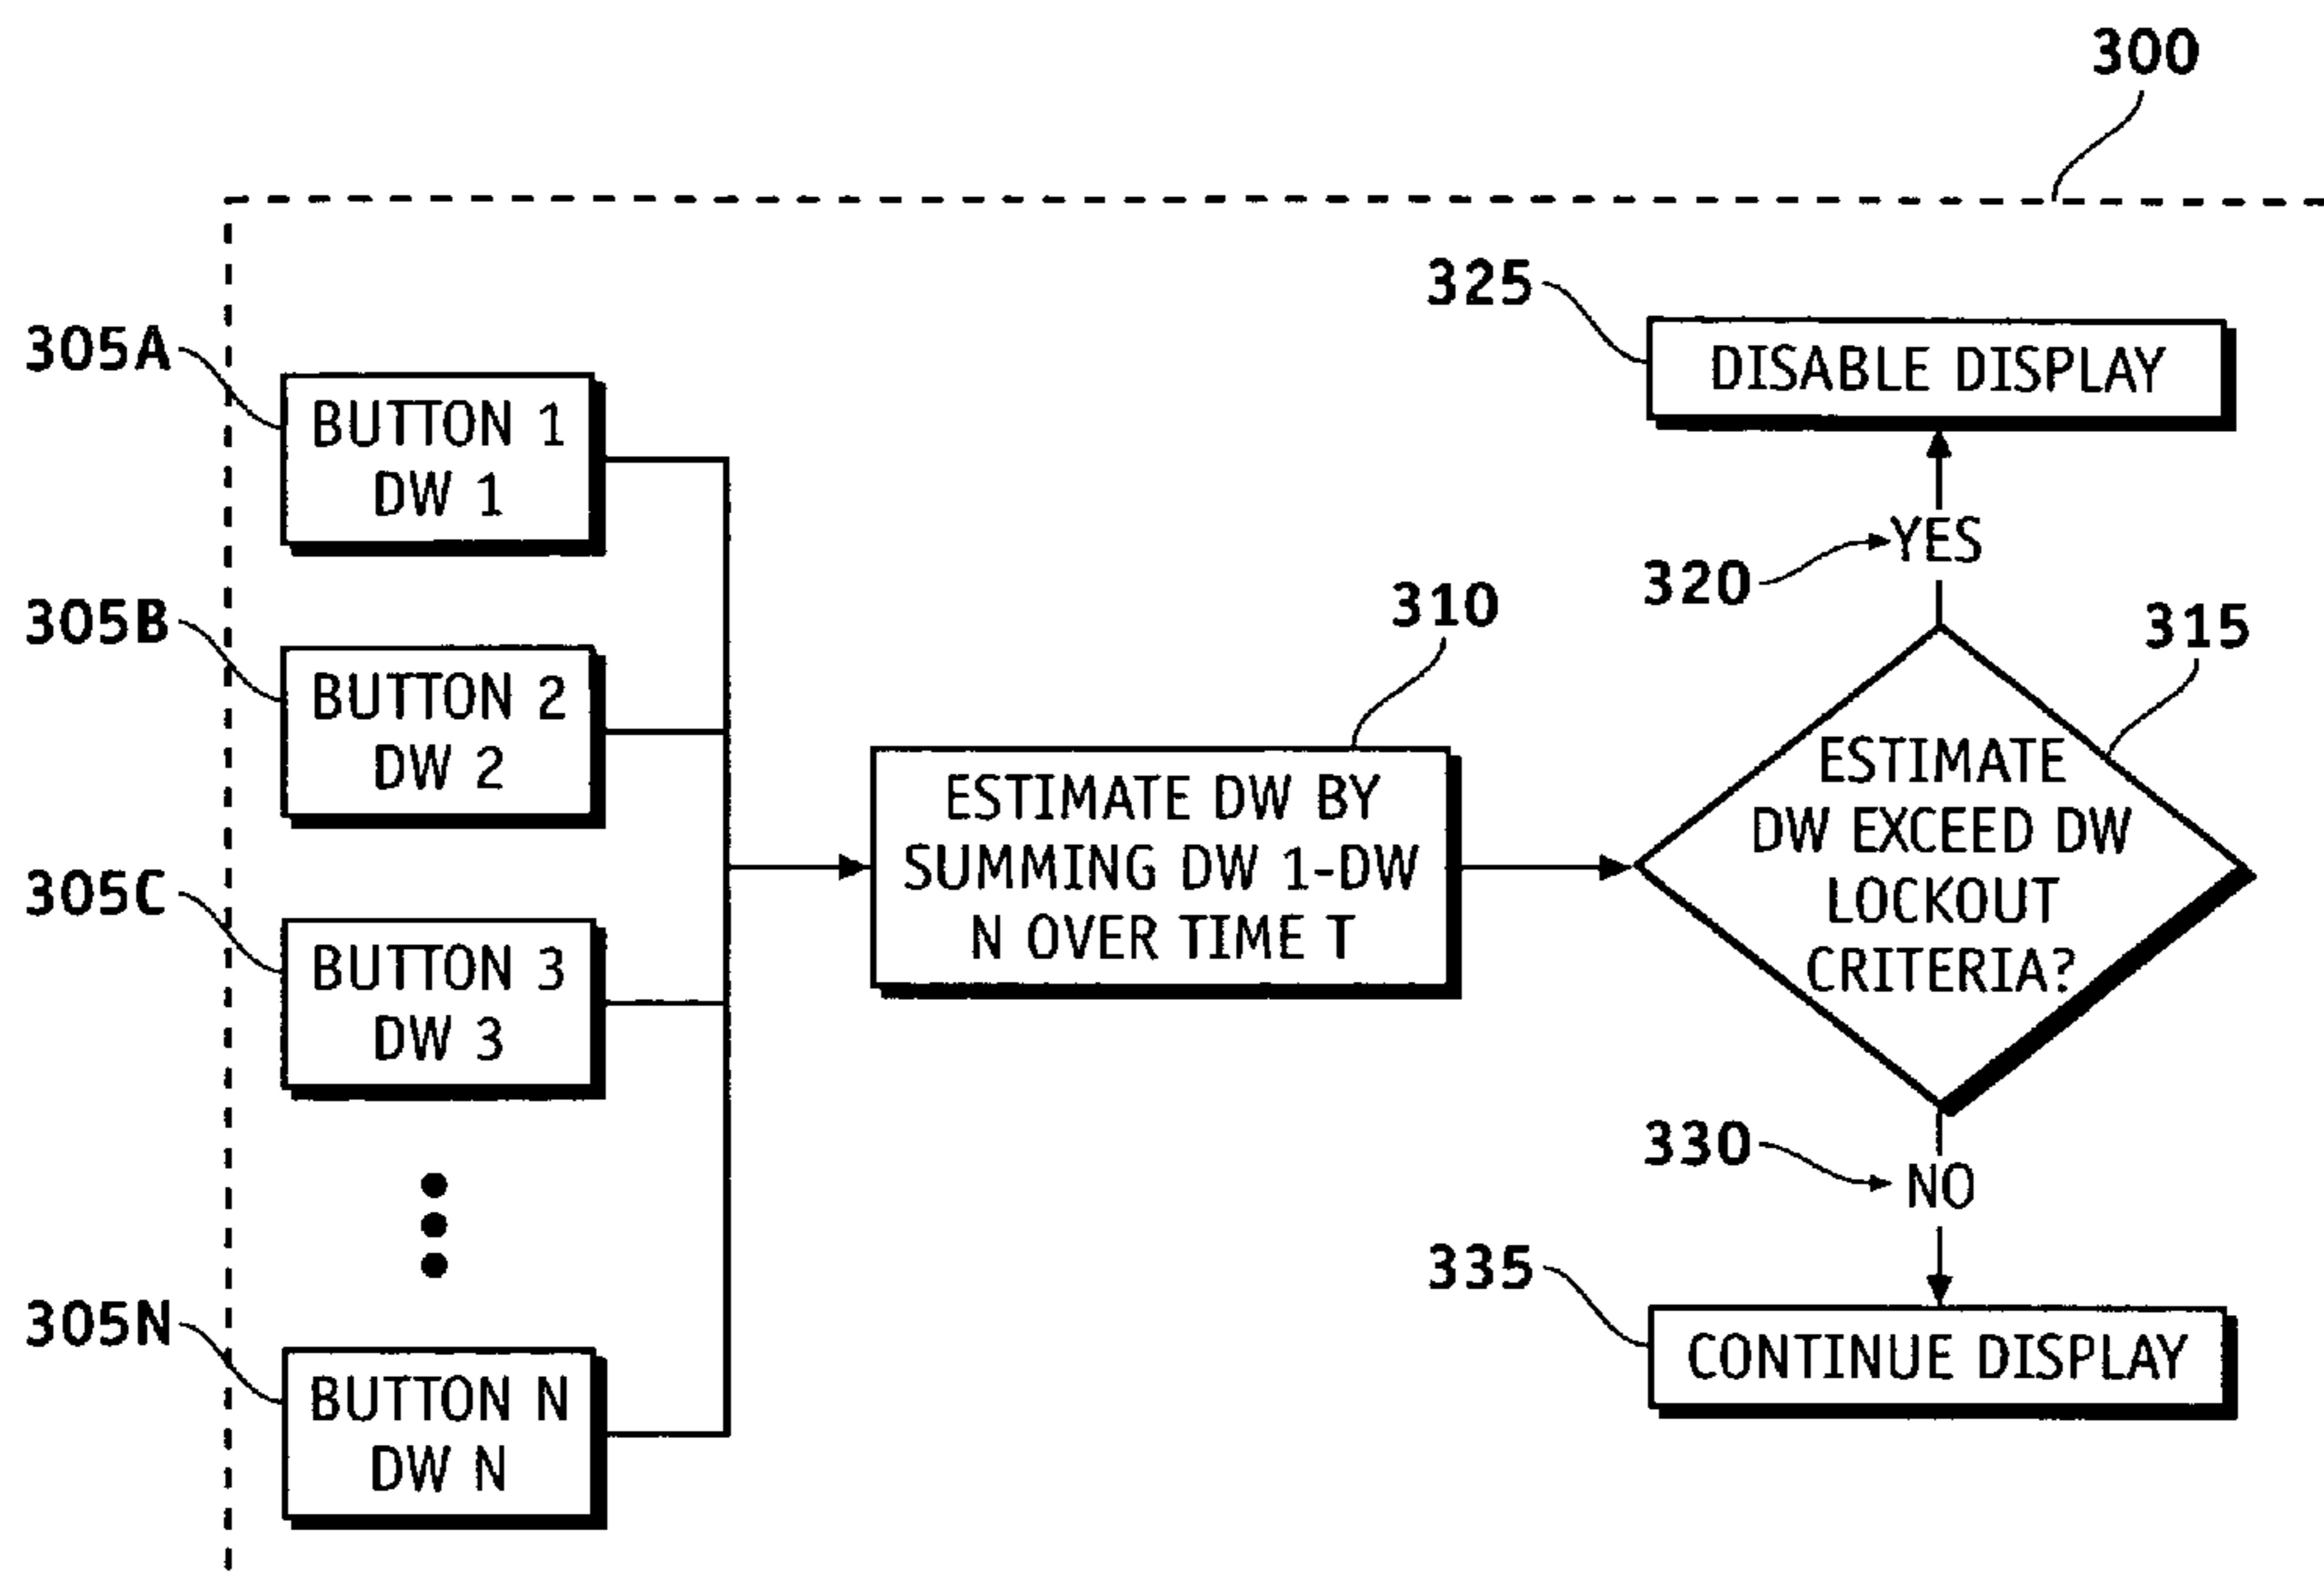 300
305A
BUTTON 1
DW 1
305B
BUTTON 2
DW 2
305C
BUTTON 3
DW 3
305N
BUTTON N
DW N
310
ESTIMATE DW BY
SUMMING DW 1-DW
N OVER TIME T
315
ESTIMATE
DW EXCEED DW
LOCKOUT
CRITERIA?
320
YES
325
DISABLE DISPLAY
330
NO
335
CONTINUE DISPLAY